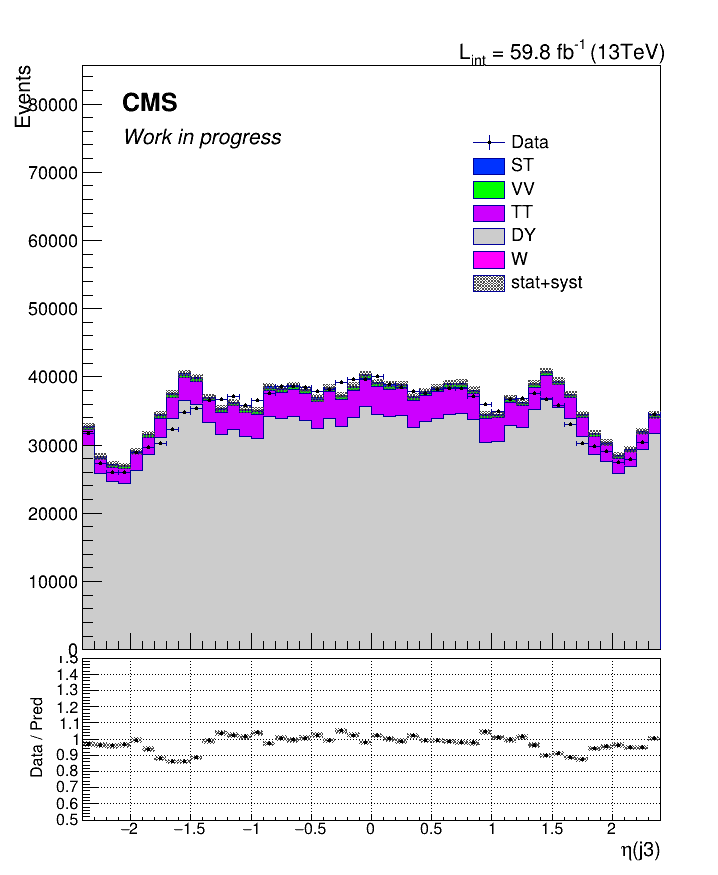 L_int = 59.8 fb^-1 (13TeV)
Events
CMS
Work in progress
Data
ST
VV
TT
DY
W
stat+syst
80000
70000
60000
50000
40000
30000
20000
10000
0
Data / Pred
1.5
1.4
1.3
1.2
1.1
1
0.9
0.8
0.7
0.6
0.5
−2 −1.5 −1 −0.5 0 0.5 1 1.5 2
η(j3)